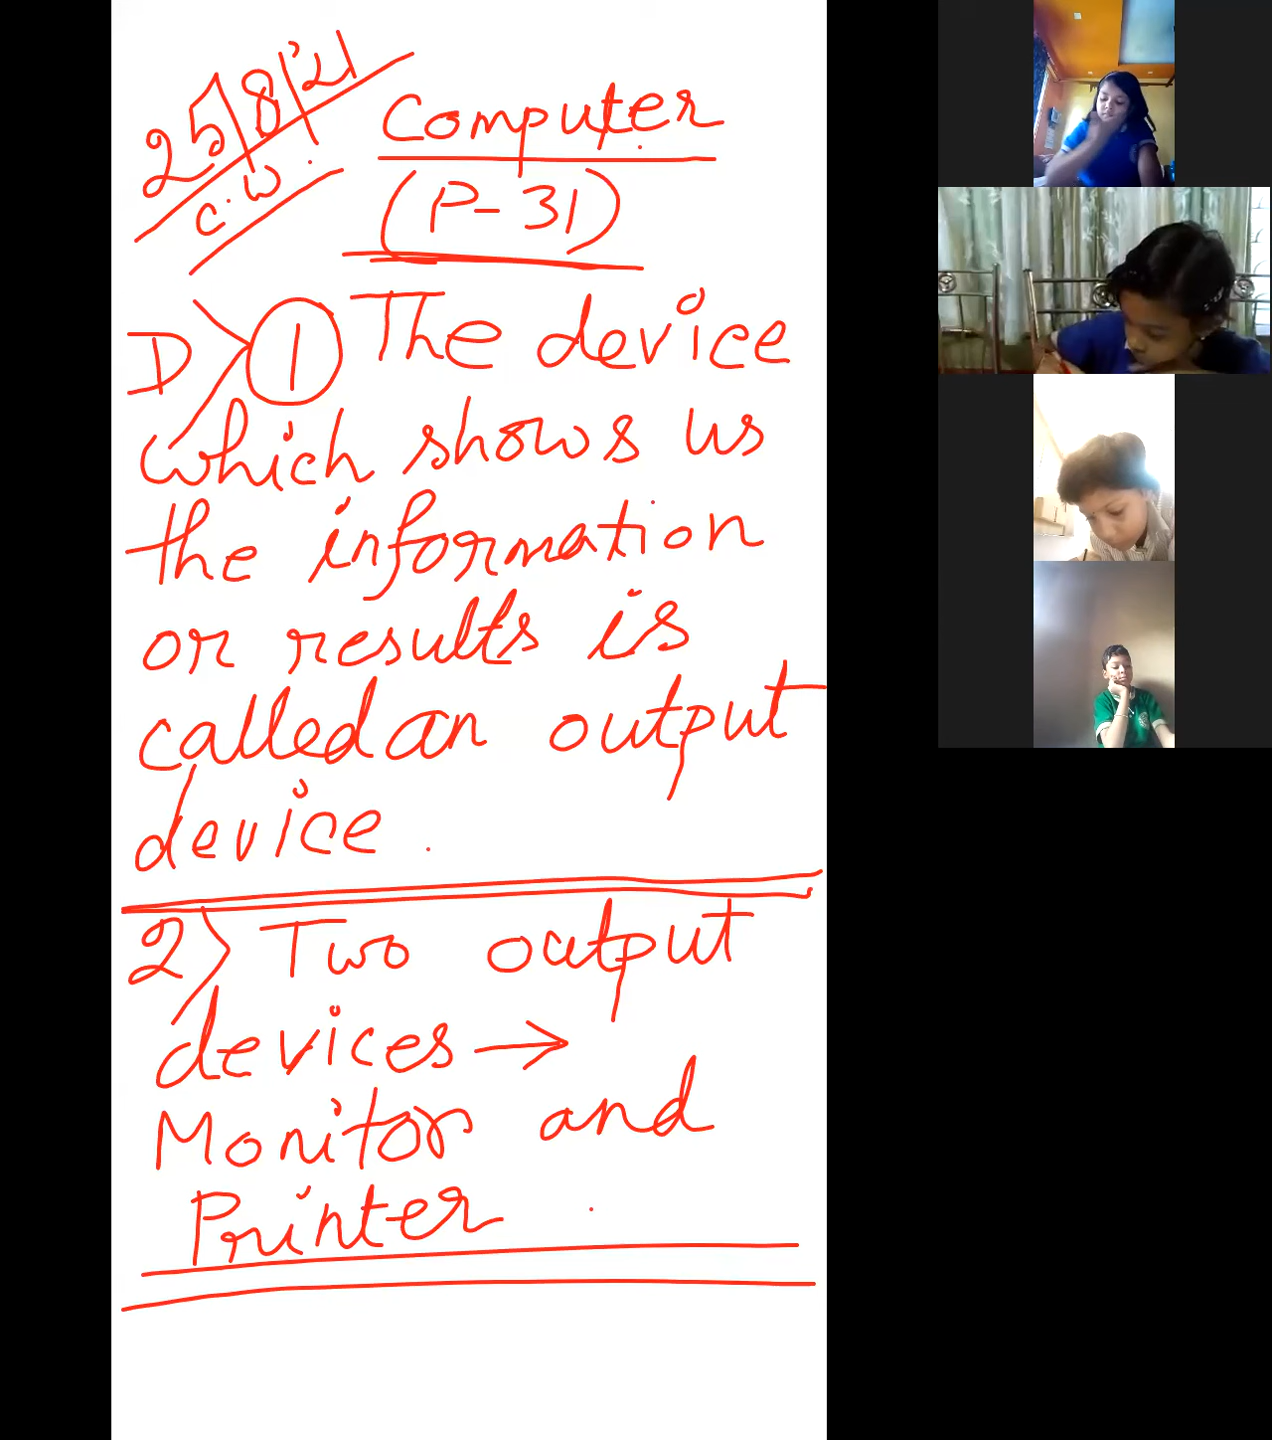 25/8/'21
C.W.
Computer
(P-31)
D> ① The device
which shows us
the information
or results is
called an output
device.
2> Two output
devices →
Monitor and
Printer.